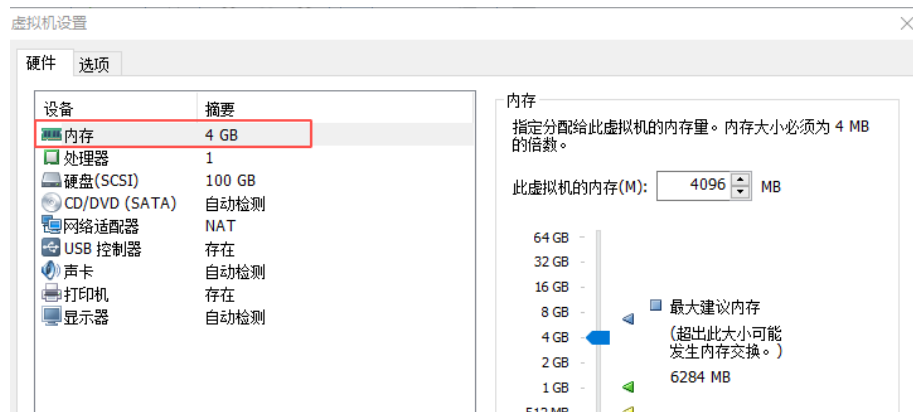 虚拟机设置
硬件 选项
设备 摘要
内存 4 GB
处理器 1
硬盘(SCSI) 100 GB
CD/DVD (SATA) 自动检测
网络适配器 NAT
USB 控制器 存在
声卡 自动检测
打印机 存在
显示器 自动检测
内存
指定分配给此虚拟机的内存量。内存大小必须为 4 MB
的倍数。
此虚拟机的内存(M): 4096 MB
64 GB
32 GB
16 GB
8 GB
4 GB
2 GB
1 GB
512 MB
最大建议内存
(超出此大小可能
发生内存交换。)
6284 MB